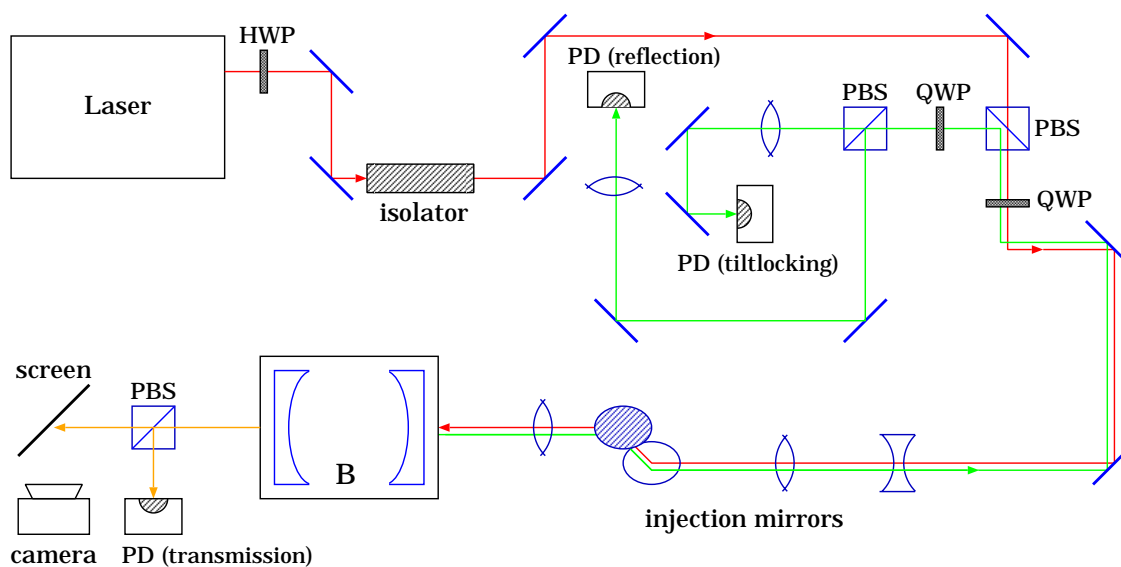 HWP
Laser
isolator
PD (reflection)
PBS
QWP
PBS
QWP
PD (tiltlocking)
screen
PBS
B
camera
PD (transmission)
injection mirrors